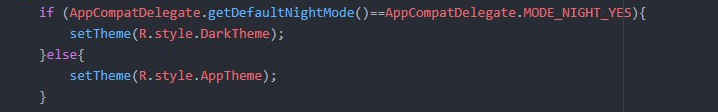 if (AppCompatDelegate.getDefaultNightMode()==AppCompatDelegate.MODE_NIGHT_YES){
setTheme(R.style.DarkTheme);
}else{
setTheme(R.style.AppTheme);
}